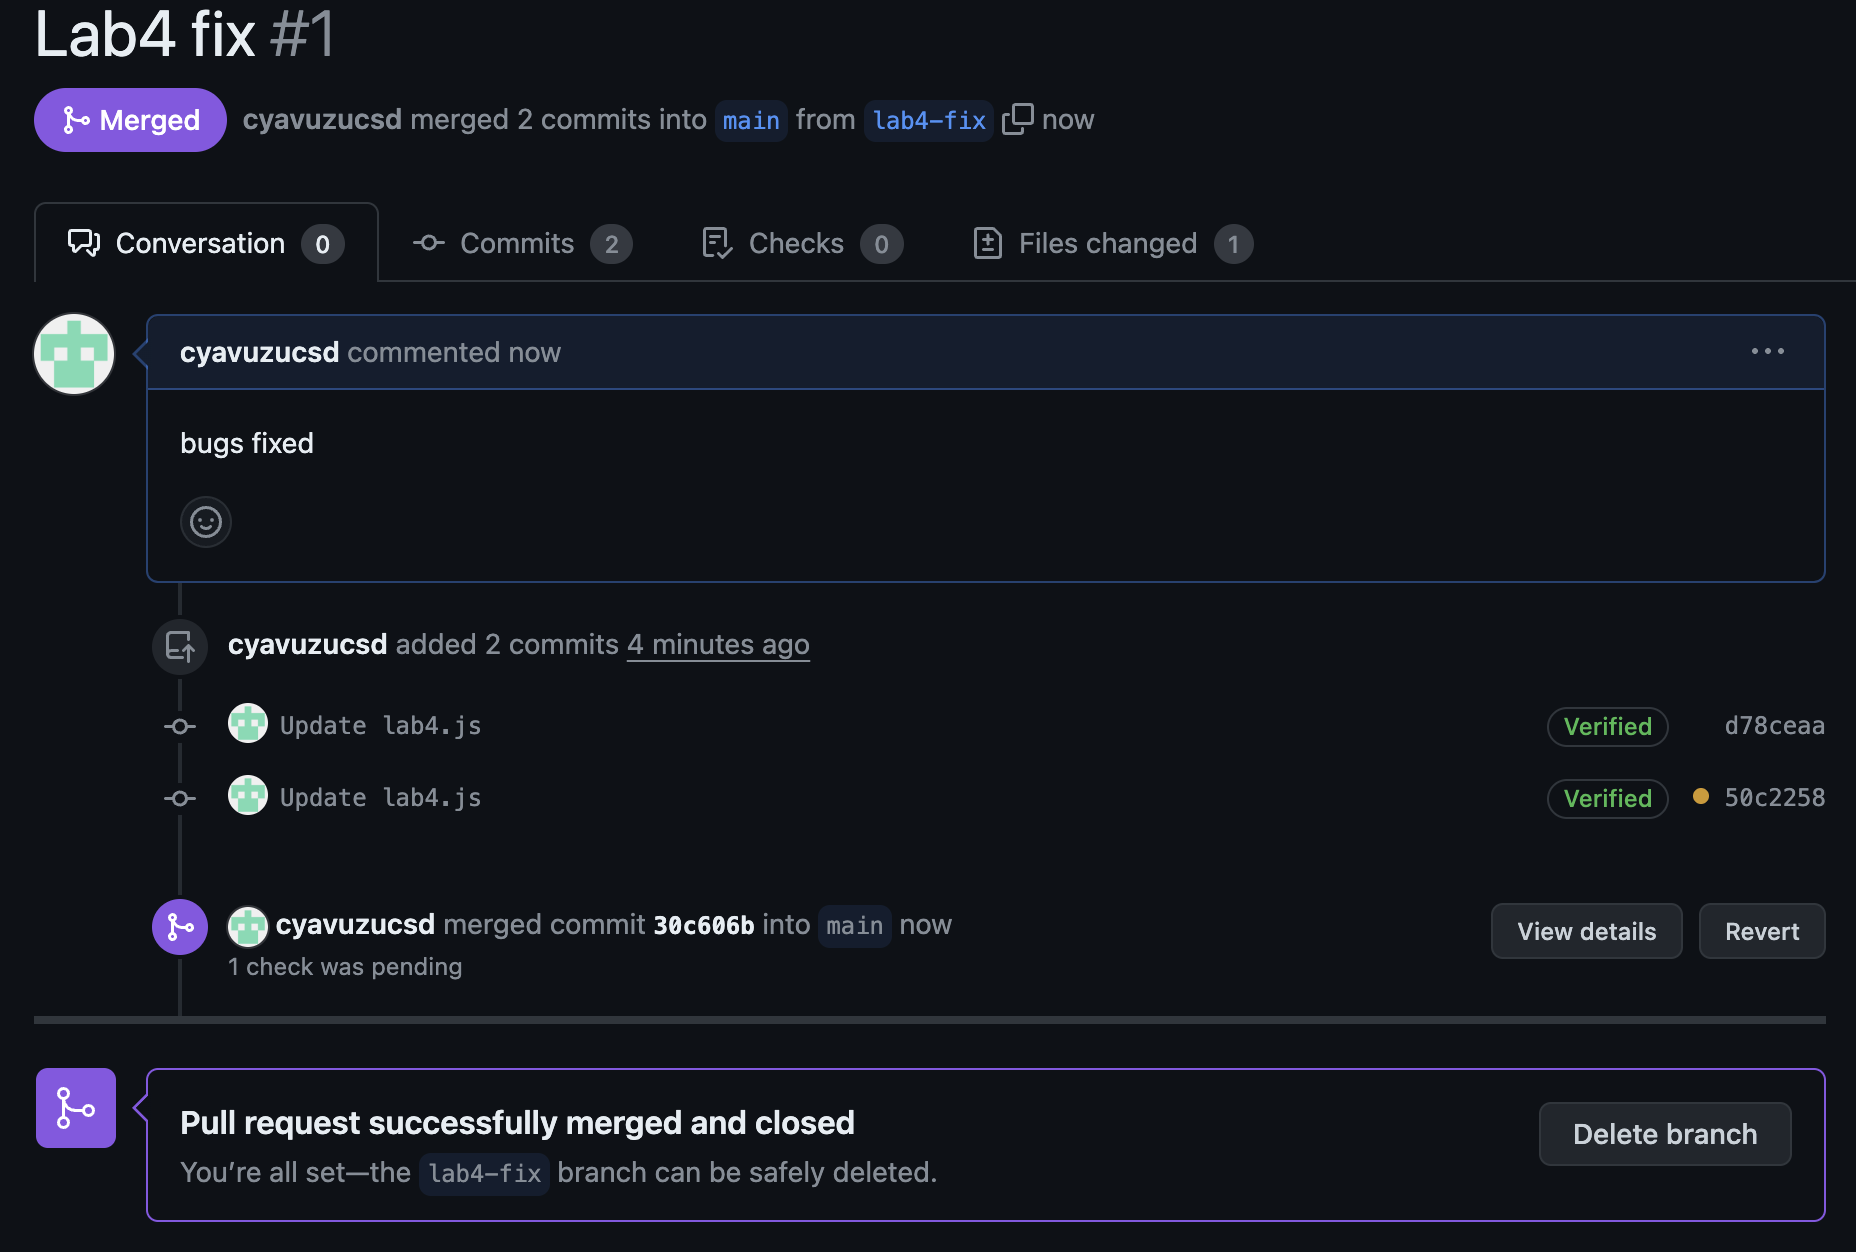 Lab4 fix #1
Merged cyavuzucsd merged 2 commits into main from lab4-fix now
Conversation 0 Commits 2 Checks 0 Files changed 1
cyavuzucsd commented now
bugs fixed
cyavuzucsd added 2 commits 4 minutes ago
Update lab4.js Verified d78ceaa
Update lab4.js Verified 50c2258
cyavuzucsd merged commit 30c606b into main now View details Revert
1 check was pending
Pull request successfully merged and closed
Delete branch
You’re all set—the lab4-fix branch can be safely deleted.